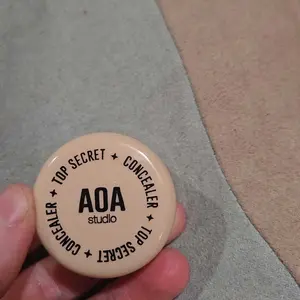 ✦ TOP SECRET ✦ CONCEALER ✦ TOP SECRET ✦ CONCEALER
AOA
studio